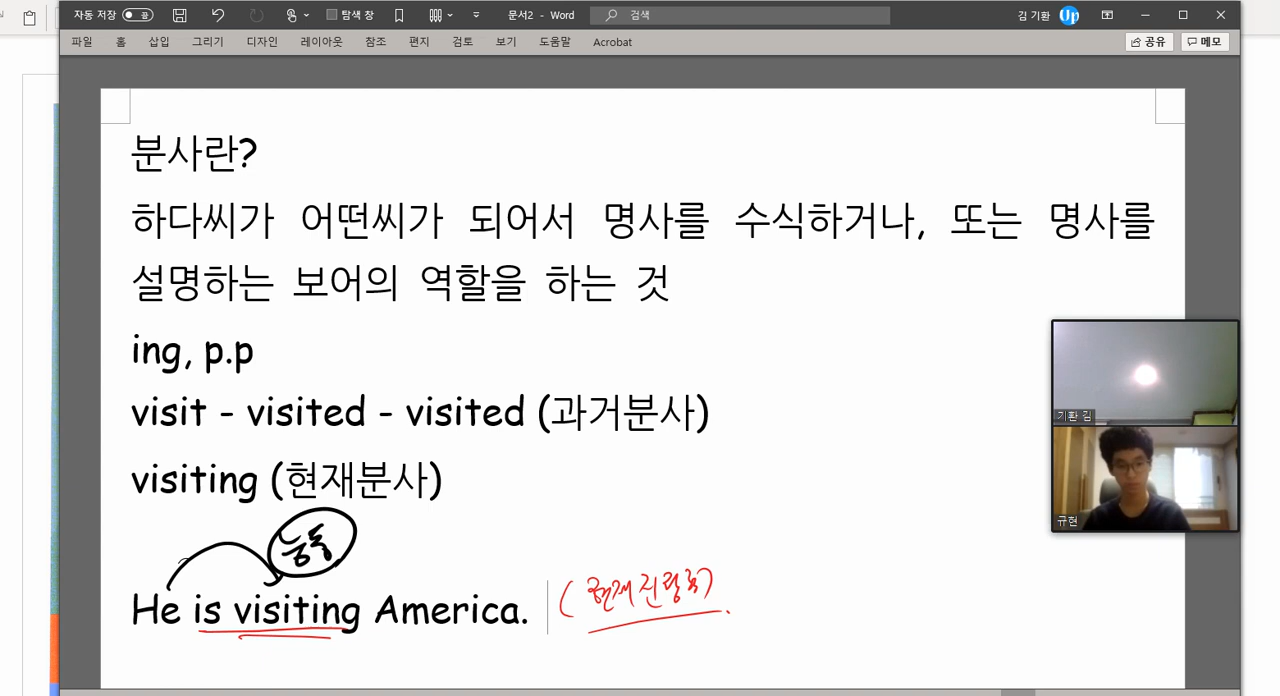 자동 저장 끔 탐색 창 문서2 - Word 검색 김 기환 Up
파일 홈 삽입 그리기 디자인 레이아웃 참조 편지 검토 보기 도움말 Acrobat 공유 메모
분사란?
하다씨가 어떤씨가 되어서 명사를 수식하거나, 또는 명사를
설명하는 보어의 역할을 하는 것
ing, p.p
visit - visited - visited (과거분사)
visiting (현재분사)
능동
He is visiting America.
(현재진행형)
기환 김
규현